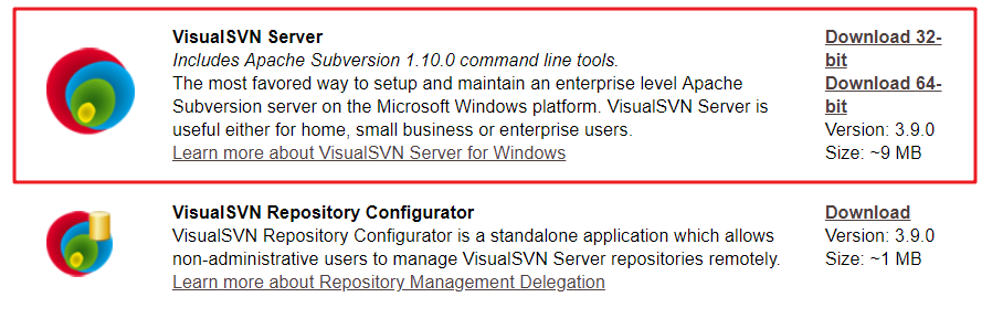 VisualSVN Server
Includes Apache Subversion 1.10.0 command line tools.
The most favored way to setup and maintain an enterprise level Apache
Subversion server on the Microsoft Windows platform. VisualSVN Server is
useful either for home, small business or enterprise users.
Learn more about VisualSVN Server for Windows
Download 32-
bit
Download 64-
bit
Version: 3.9.0
Size: ~9 MB
VisualSVN Repository Configurator
VisualSVN Repository Configurator is a standalone application which allows
non-administrative users to manage VisualSVN Server repositories remotely.
Learn more about Repository Management Delegation
Download
Version: 3.9.0
Size: ~1 MB